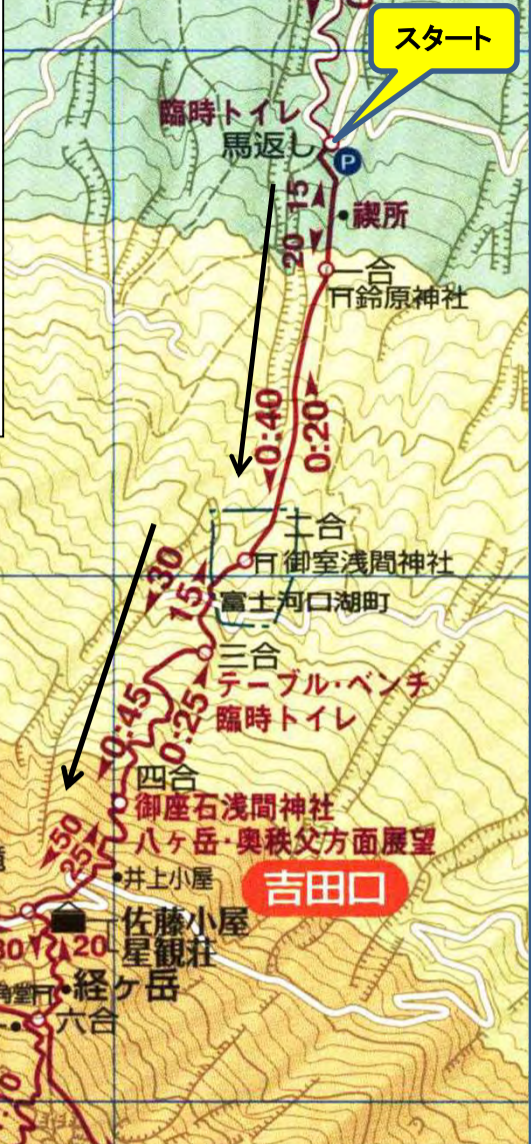 スタート
臨時トイレ
馬返し
P
15
20
禊所
一合
鈴原神社
0:40
0:20
二合
御室浅間神社
30
15
富士河口湖町
三合
テーブル・ベンチ
臨時トイレ
0:45
0:25
四合
御座石浅間神社
八ヶ岳・奥秩父方面展望
50
25
井上小屋
吉田口
佐藤小屋
星観荘
30
20
経ヶ岳
六合